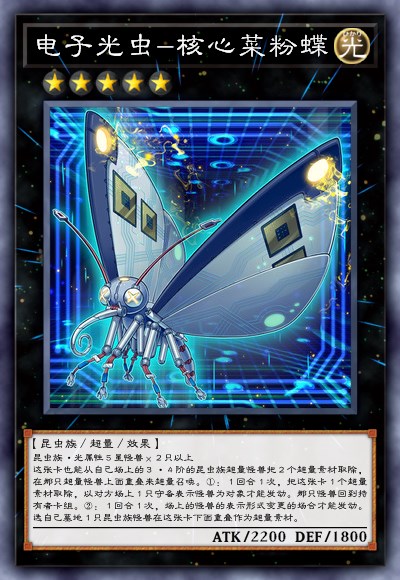 电子光虫-核心菜粉蝶
光
【昆虫族／超量／效果】
昆虫族·光属性5星怪兽×2只以上
这张卡也能从自己场上的3·4阶的昆虫族超量怪兽把2个超量素材取除，
在那只超量怪兽上面重叠来超量召唤。①：1回合1次，把这张卡1个超量
素材取除，以对方场上1只守备表示怪兽为对象才能发动。那只怪兽回到持
有者卡组。②：1回合1次，场上的怪兽的表示形式变更的场合才能发动。
选自己墓地1只昆虫族怪兽在这张卡下面重叠作为超量素材。
ATK/2200 DEF/1800